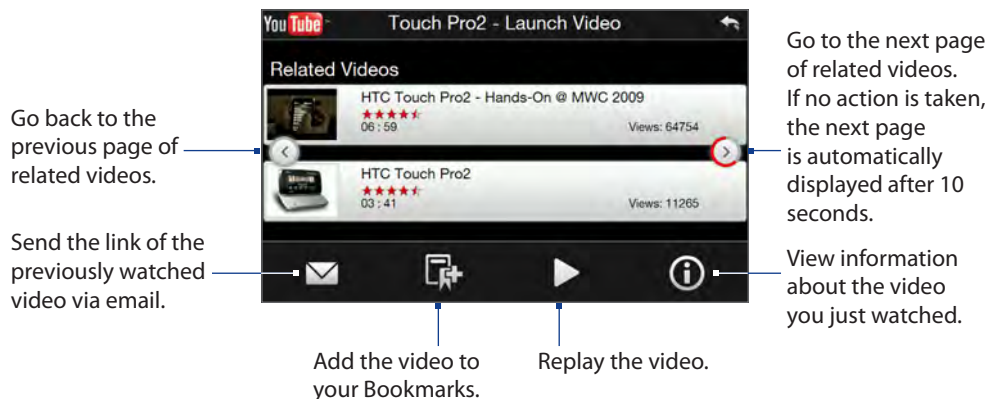 You Tube Touch Pro2 - Launch Video
Related Videos
HTC Touch Pro2 - Hands-On @ MWC 2009
06 : 59 Views: 64754
HTC Touch Pro2
03 : 41 Views: 11265
Go back to the
previous page of
related videos.
Send the link of the
previously watched
video via email.
Add the video to
your Bookmarks.
Replay the video.
Go to the next page
of related videos.
If no action is taken,
the next page
is automatically
displayed after 10
seconds.
View information
about the video
you just watched.